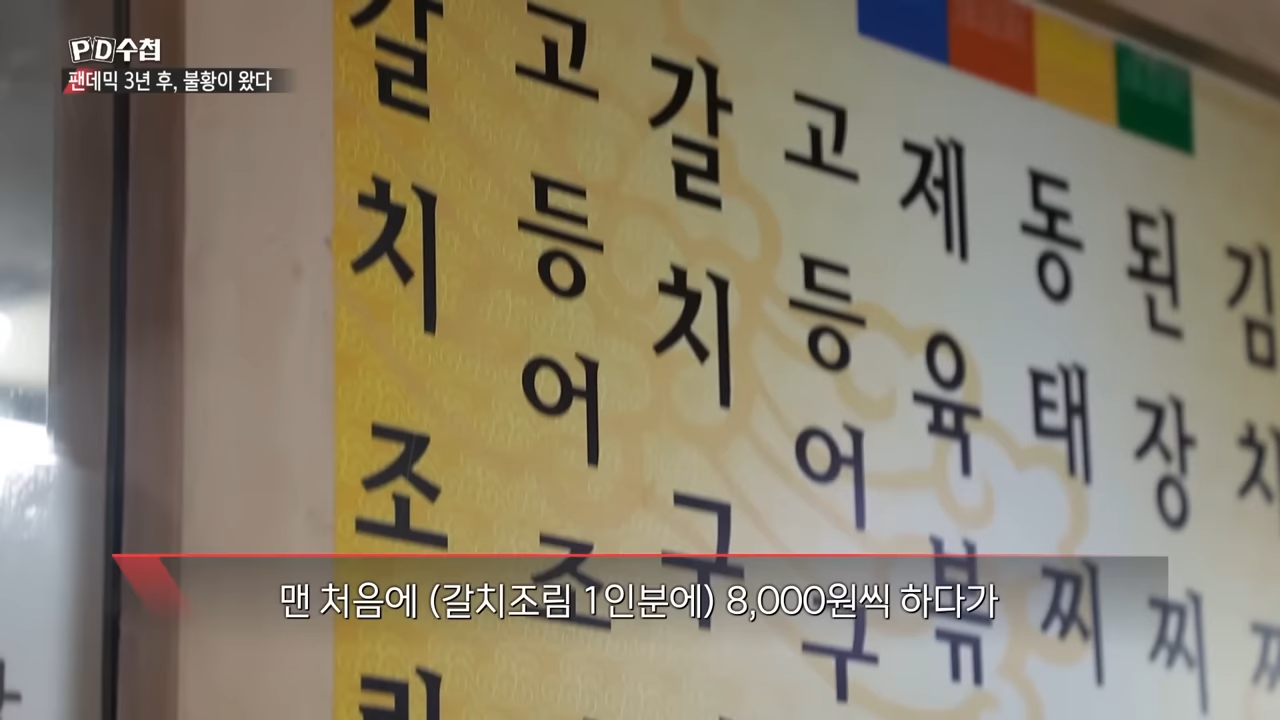 PD수첩
팬데믹 3년 후, 불황이 왔다
갈치조림
고등어조
갈치구
고등어구
제육볶
동태찌
된장찌
김치찌
맨 처음에 (갈치조림 1인분에) 8,000원씩 하다가